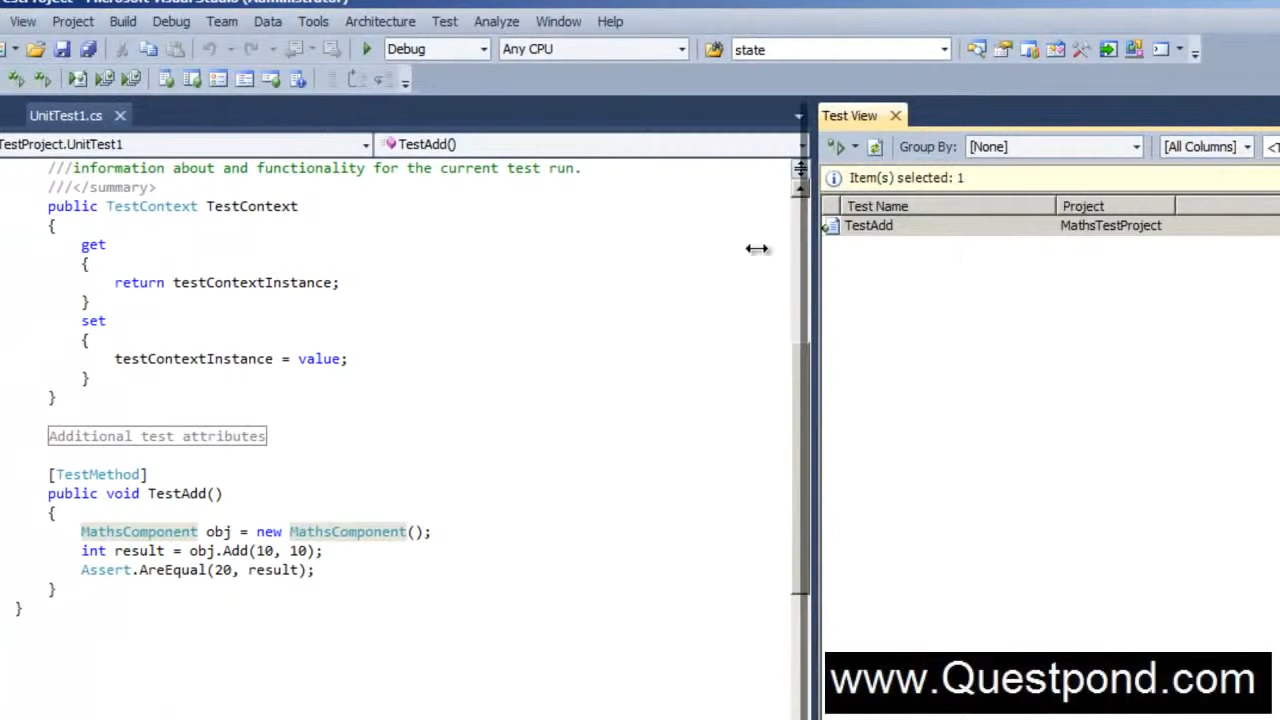 View Project Build Debug Team Data Tools Architecture Test Analyze Window Help
Debug Any CPU state
UnitTest1.cs
TestProject.UnitTest1 TestAdd()
///information about and functionality for the current test run.
///</summary>
public TestContext TestContext
{
get
{
return testContextInstance;
}
set
{
testContextInstance = value;
}
}
Additional test attributes
[TestMethod]
public void TestAdd()
{
MathsComponent obj = new MathsComponent();
int result = obj.Add(10, 10);
Assert.AreEqual(20, result);
}
}
Test View
Group By: [None] [All Columns] <T
Item(s) selected: 1
Test Name Project
TestAdd MathsTestProject
www.Questpond.com